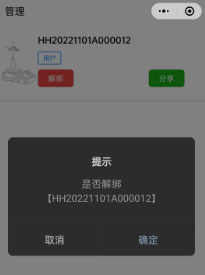 管理
HH20221101A000012
用户
解绑
分享
提示
是否解绑
【HH20221101A000012】
取消
确定